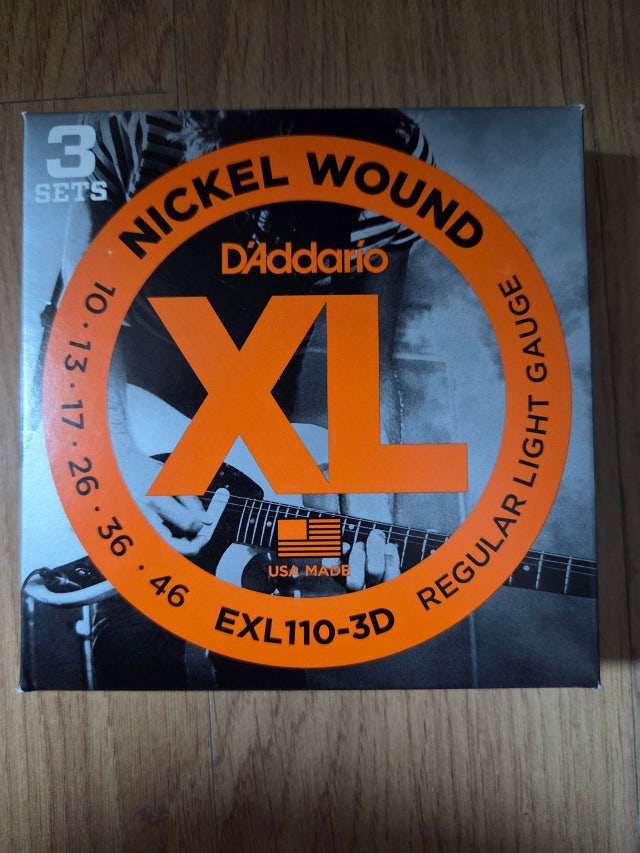 3
SETS
NICKEL WOUND
D'Addario
XL
10 · 13 · 17 · 26 · 36 · 46
REGULAR LIGHT GAUGE
USA MADE
EXL110-3D